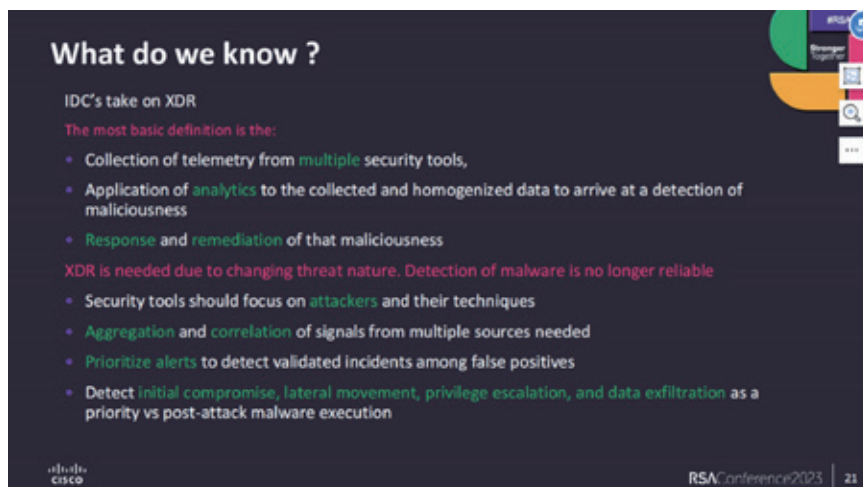 #RSAC
Stronger
Together
What do we know ?
IDC's take on XDR
The most basic definition is the:
• Collection of telemetry from multiple security tools,
• Application of analytics to the collected and homogenized data to arrive at a detection of
maliciousness
• Response and remediation of that maliciousness
XDR is needed due to changing threat nature. Detection of malware is no longer reliable
• Security tools should focus on attackers and their techniques
• Aggregation and correlation of signals from multiple sources needed
• Prioritize alerts to detect validated incidents among false positives
• Detect initial compromise, lateral movement, privilege escalation, and data exfiltration as a
priority vs post-attack malware execution
CISCO
RSAConference2023
21